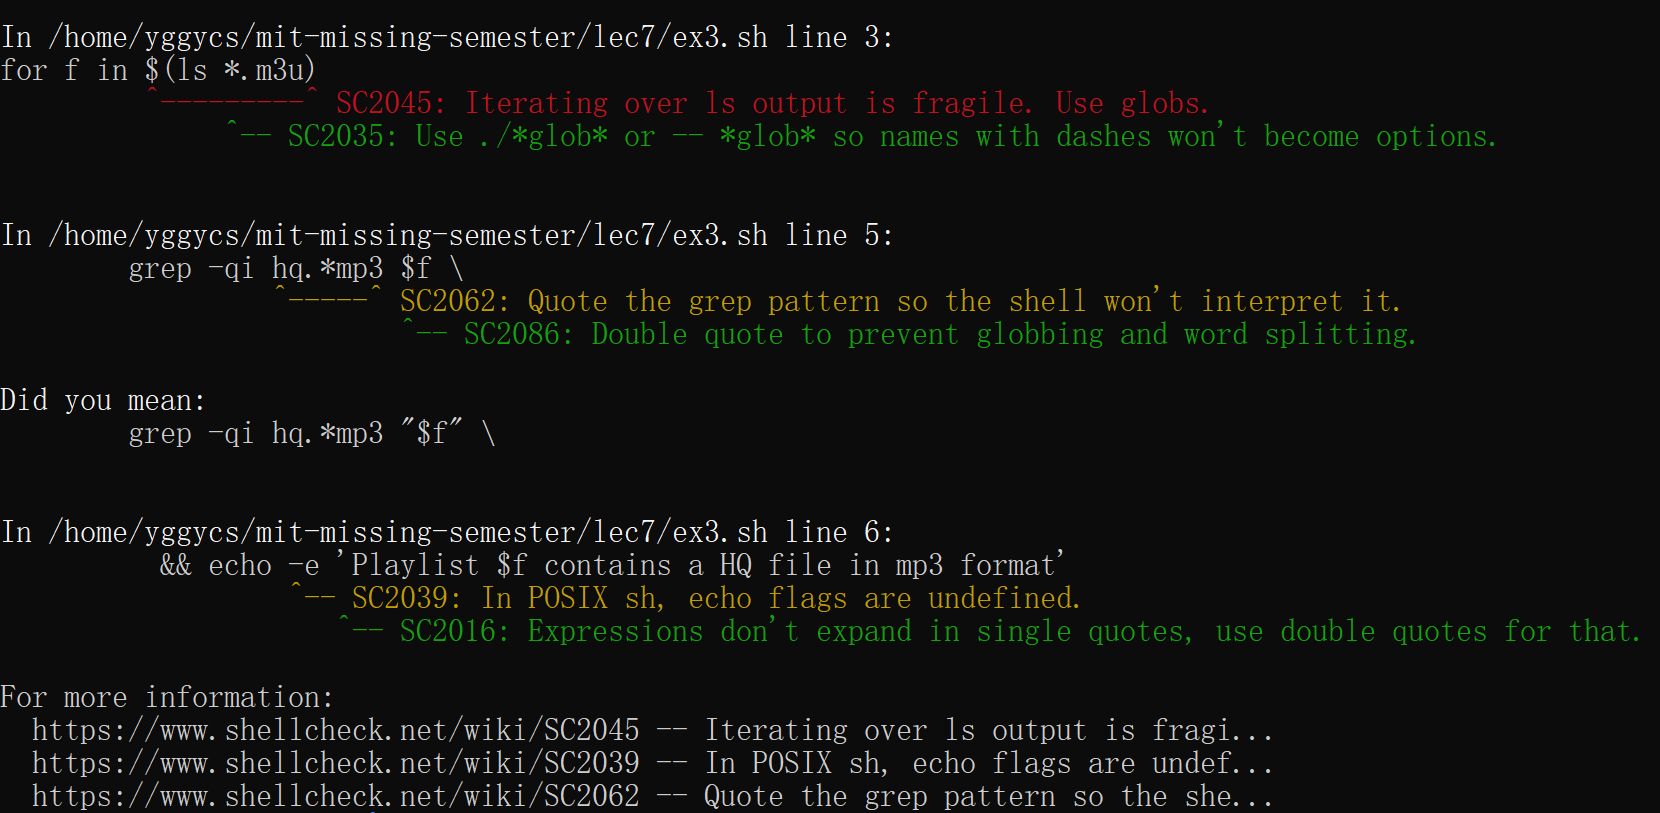 In /home/yggycs/mit-missing-semester/lec7/ex3.sh line 3:
for f in $(ls *.m3u)
         ^---------^ SC2045: Iterating over ls output is fragile. Use globs.
              ^-- SC2035: Use ./*glob* or -- *glob* so names with dashes won't become options.
In /home/yggycs/mit-missing-semester/lec7/ex3.sh line 5:
        grep -qi hq.*mp3 $f \
                 ^-----^ SC2062: Quote the grep pattern so the shell won't interpret it.
                         ^-- SC2086: Double quote to prevent globbing and word splitting.
Did you mean:
        grep -qi hq.*mp3 "$f" \
In /home/yggycs/mit-missing-semester/lec7/ex3.sh line 6:
          && echo -e 'Playlist $f contains a HQ file in mp3 format'
                  ^-- SC2039: In POSIX sh, echo flags are undefined.
                     ^-- SC2016: Expressions don't expand in single quotes, use double quotes for that.
For more information:
  https://www.shellcheck.net/wiki/SC2045 -- Iterating over ls output is fragi...
  https://www.shellcheck.net/wiki/SC2039 -- In POSIX sh, echo flags are undef...
  https://www.shellcheck.net/wiki/SC2062 -- Quote the grep pattern so the she...